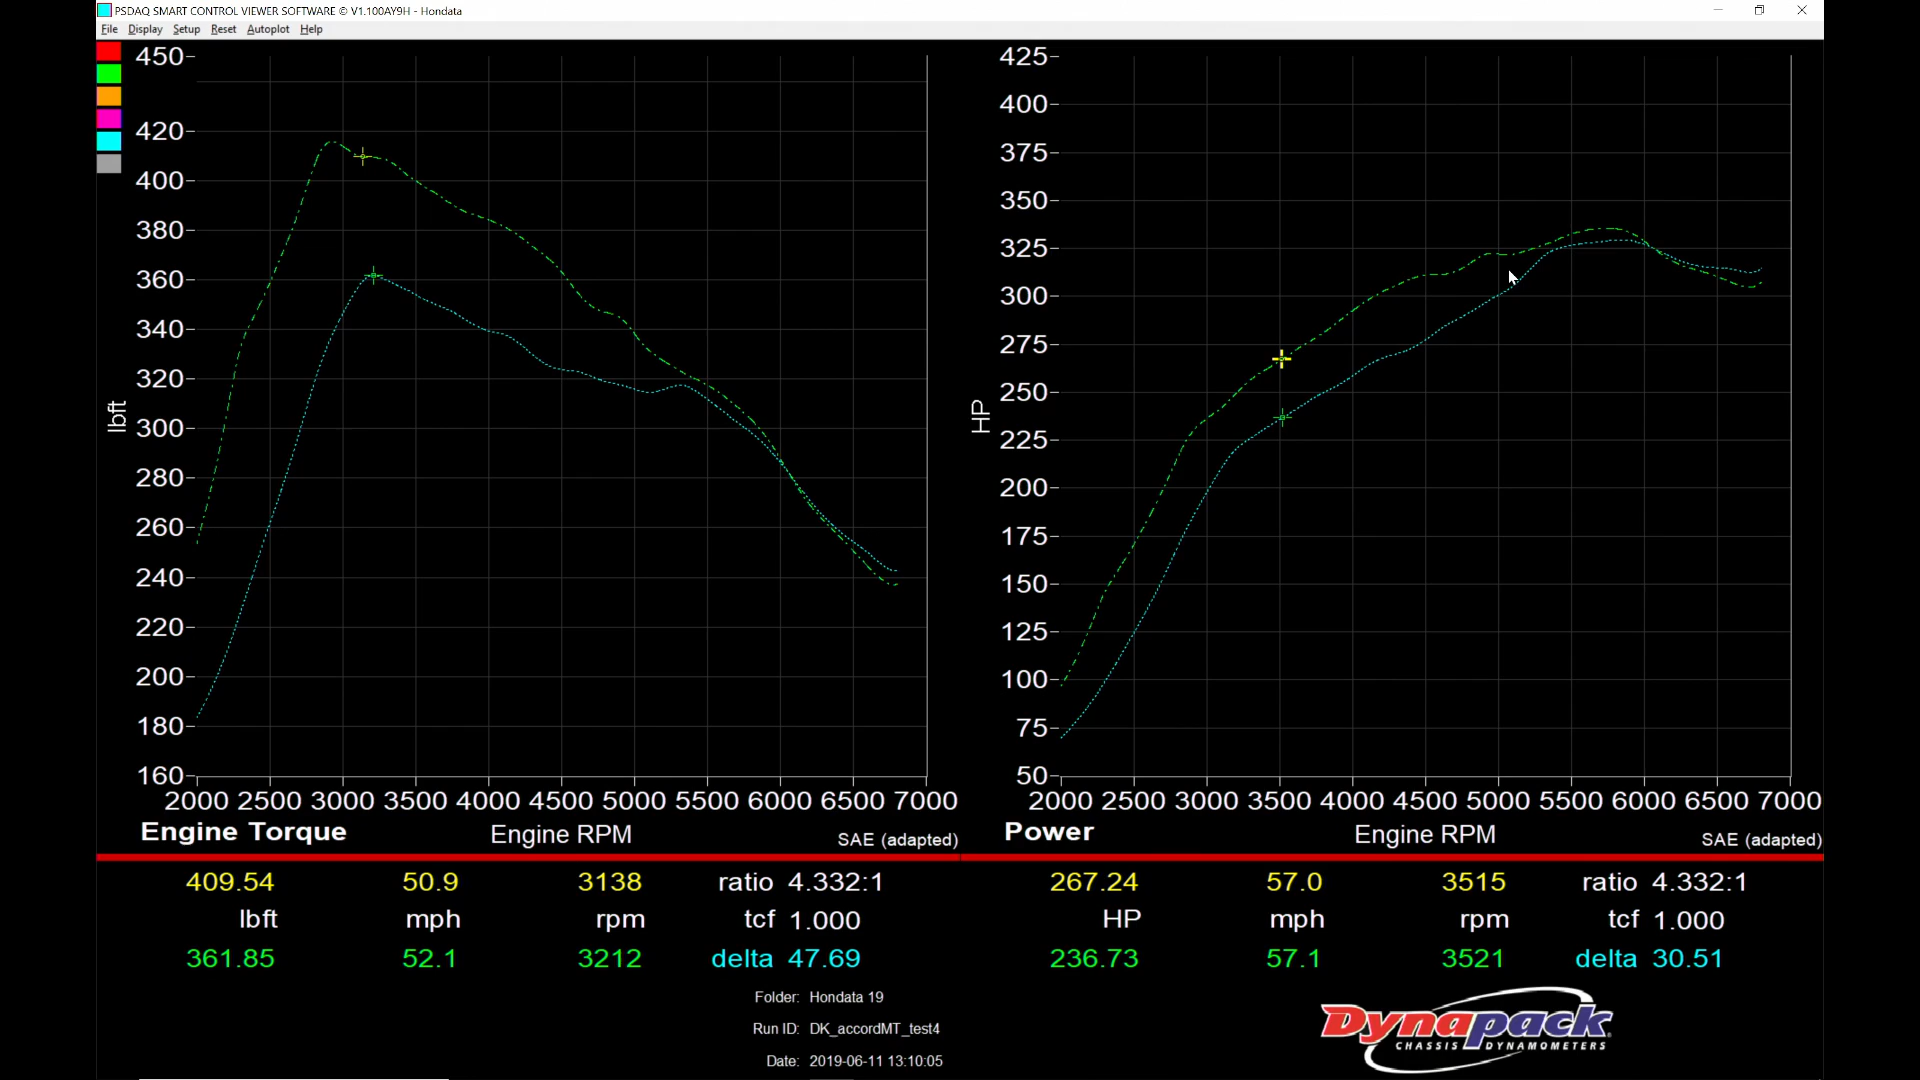 PSDAQ SMART CONTROL VIEWER SOFTWARE © V1.100AY9H - Hondata
File Display Setup Reset Autoplot Help
450
420
400
380
360
340
320
300
280
260
240
220
200
180
160
lbft
2000 2500 3000 3500 4000 4500 5000 5500 6000 6500 7000
Engine Torque Engine RPM SAE (adapted)
425
400
375
350
325
300
275
250
225
200
175
150
125
100
75
50
HP
2000 2500 3000 3500 4000 4500 5000 5500 6000 6500 7000
Power Engine RPM SAE (adapted)
409.54 50.9 3138 ratio 4.332:1
lbft mph rpm tcf 1.000
361.85 52.1 3212 delta 47.69
267.24 57.0 3515 ratio 4.332:1
HP mph rpm tcf 1.000
236.73 57.1 3521 delta 30.51
Folder: Hondata 19
Run ID: DK_accordMT_test4
Date: 2019-06-11 13:10:05
Dynapack
CHASSIS DYNAMOMETERS